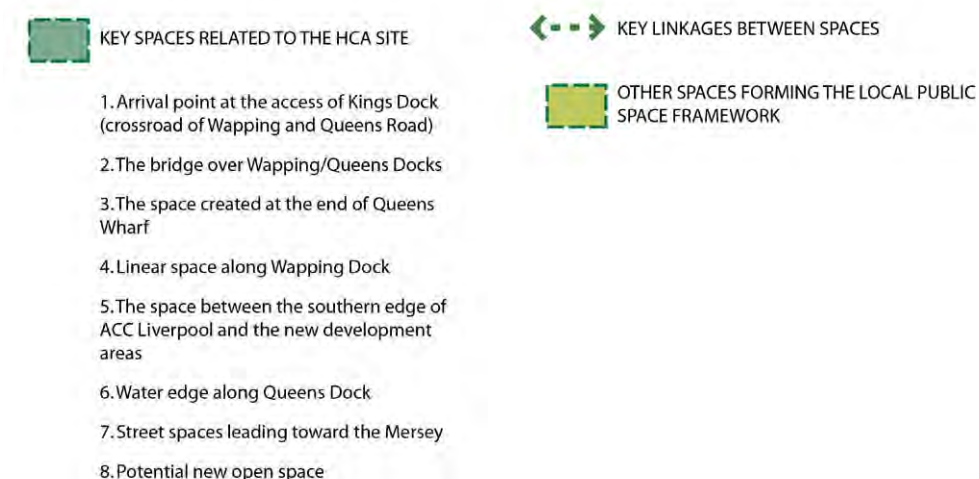 KEY SPACES RELATED TO THE HCA SITE
1.Arrival point at the access of Kings Dock
(crossroad of Wapping and Queens Road)
2.The bridge over Wapping/Queens Docks
3.The space created at the end of Queens
Wharf
4.Linear space along Wapping Dock
5.The space between the southern edge of
ACC Liverpool and the new development
areas
6.Water edge along Queens Dock
7.Street spaces leading toward the Mersey
8.Potential new open space
KEY LINKAGES BETWEEN SPACES
OTHER SPACES FORMING THE LOCAL PUBLIC
SPACE FRAMEWORK